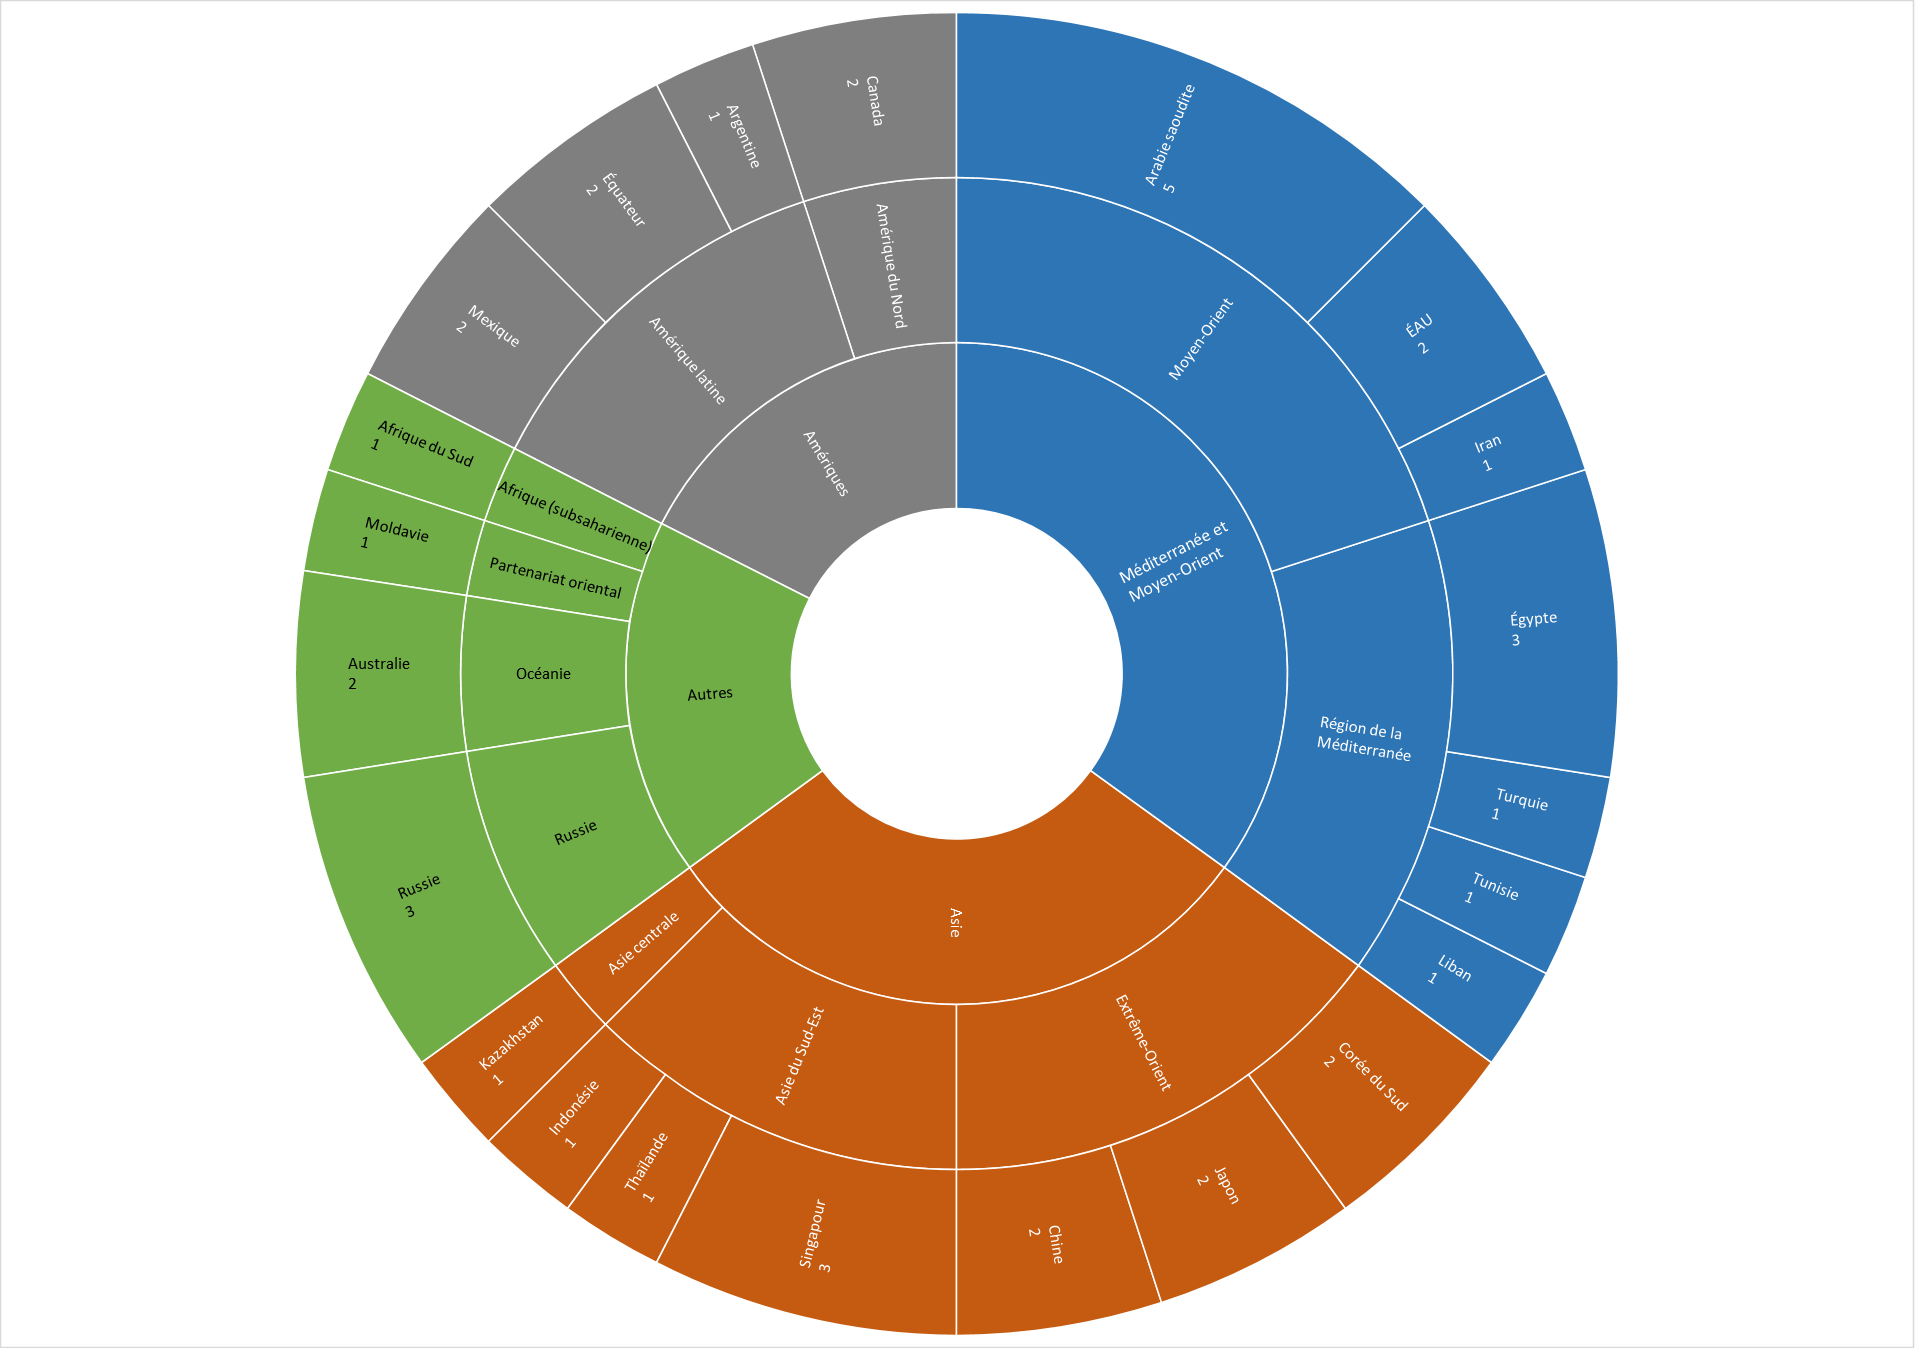 Méditerranée et
Moyen-Orient
Moyen-Orient
Arabie saoudite
5
ÉAU
2
Iran
1
Région de la
Méditerranée
Égypte
3
Turquie
1
Tunisie
1
Liban
1
Asie
Extrême-Orient
Corée du Sud
2
Japon
2
Chine
2
Asie du Sud-Est
Singapour
3
Thaïlande
1
Indonésie
1
Asie centrale
Kazakhstan
1
Autres
Russie
Russie
3
Océanie
Australie
2
Partenariat oriental
Moldavie
1
Afrique (subsaharienne)
Afrique du Sud
1
Amériques
Amérique latine
Mexique
2
Équateur
2
Argentine
1
Amérique du Nord
Canada
2